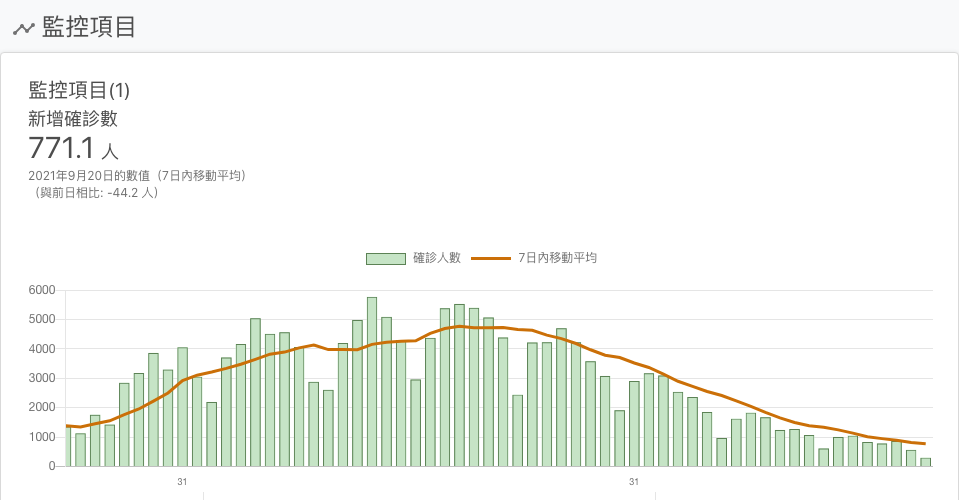 監控項目
監控項目(1)
新增確診數
771.1 人
2021年9月20日的數值（7日內移動平均）
（與前日相比: -44.2 人）
確診人數 7日內移動平均
6000
5000
4000
3000
2000
1000
0
31 31